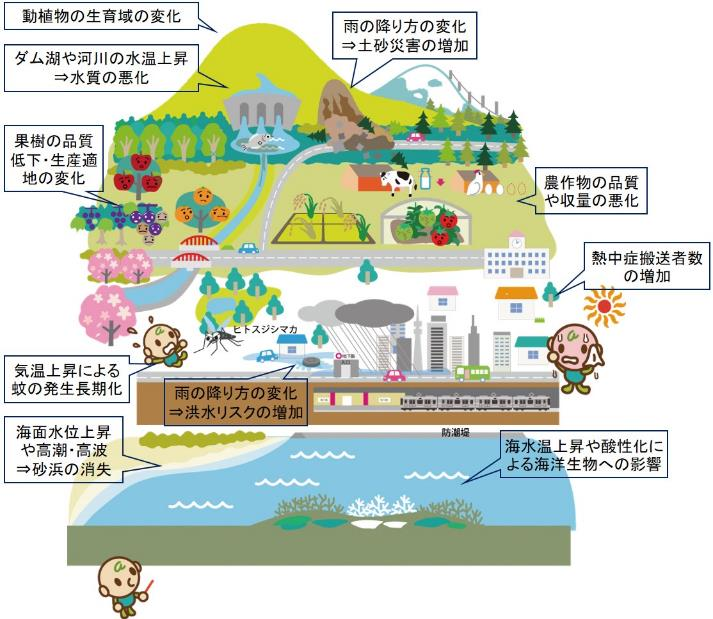 動植物の生育域の変化
雨の降り方の変化
⇒土砂災害の増加
ダム湖や河川の水温上昇
⇒水質の悪化
果樹の品質
低下・生産適
地の変化
農作物の品質
や収量の悪化
熱中症搬送者数
の増加
ヒトスジシマカ
気温上昇による
蚊の発生長期化
雨の降り方の変化
⇒洪水リスクの増加
海面水位上昇
や高潮・高波
⇒砂浜の消失
防潮堤
海水温上昇や酸性化に
よる海洋生物への影響